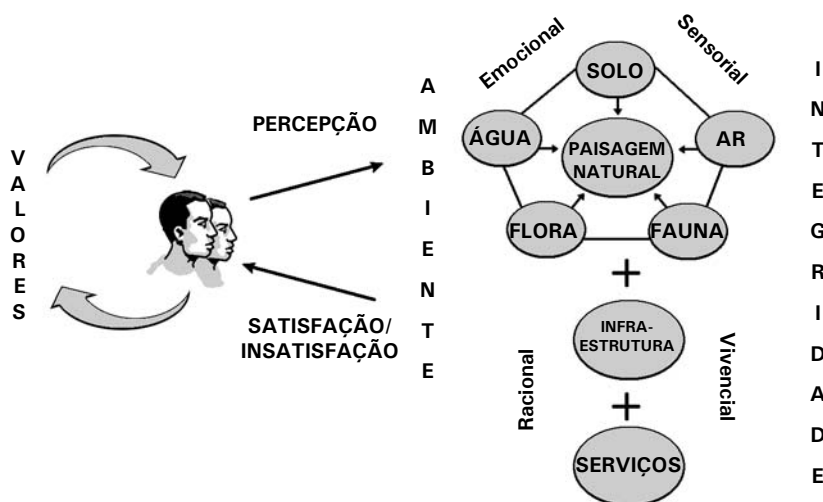 VALORES
PERCEPÇÃO
SATISFAÇÃO/
INSATISFAÇÃO
AMBIENTE
Emocional
Sensorial
SOLO
ÁGUA
AR
PAISAGEM
NATURAL
FLORA
FAUNA
+
INFRA-
ESTRUTURA
Racional
Vivencial
+
SERVIÇOS
INTEGRIDADE